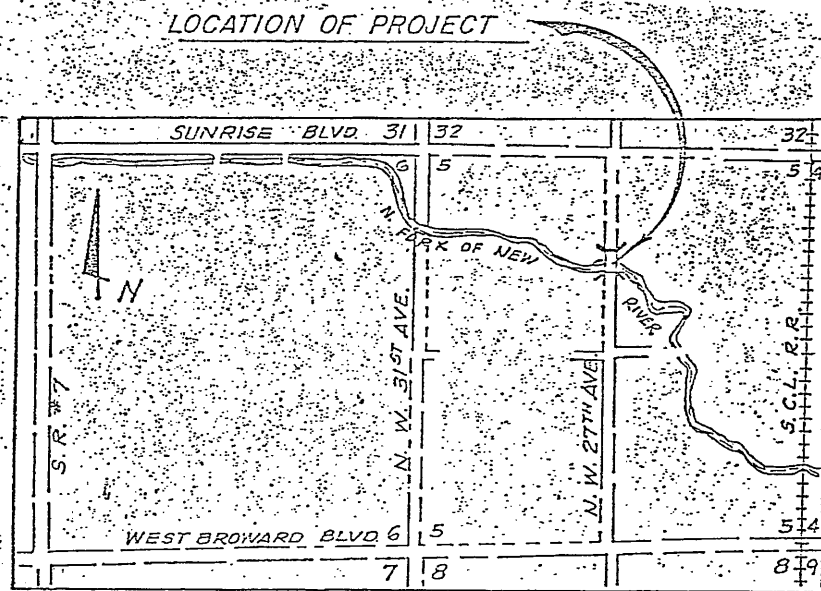 LOCATION OF PROJECT
SUNRISE BLVD. 31 32 32
6 5 5 4
N. FORK OF NEW
RIVER
N
S.R. #7
N. W. 31ST AVE.
N. W. 27TH AVE.
S.C.L. R.R.
WEST BROWARD BLVD. 6 5 5 4
7 8 8 9